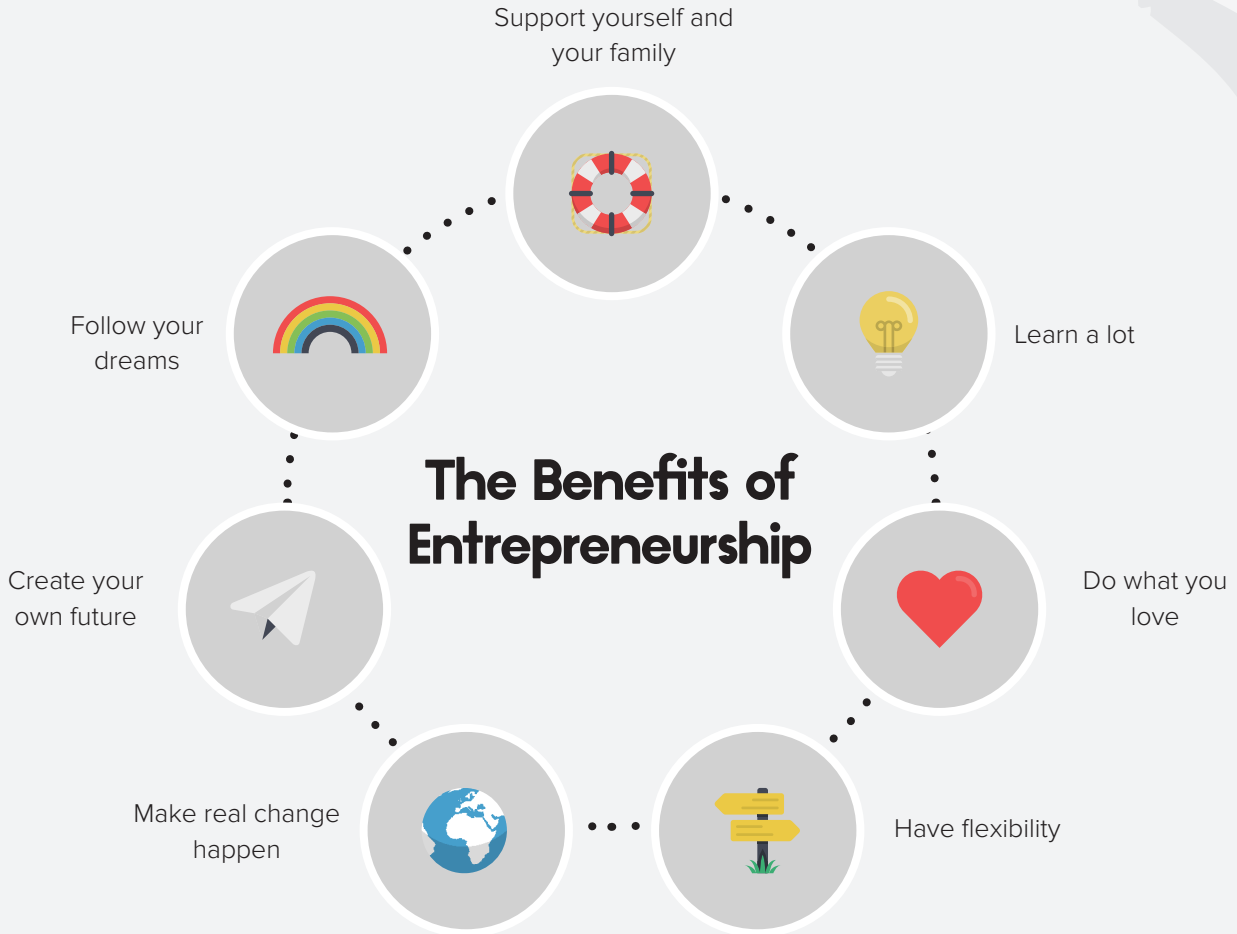 Support yourself and
your family
Learn a lot
Follow your
dreams
The Benefits of
Entrepreneurship
Create your
own future
Do what you
love
Make real change
happen
Have flexibility